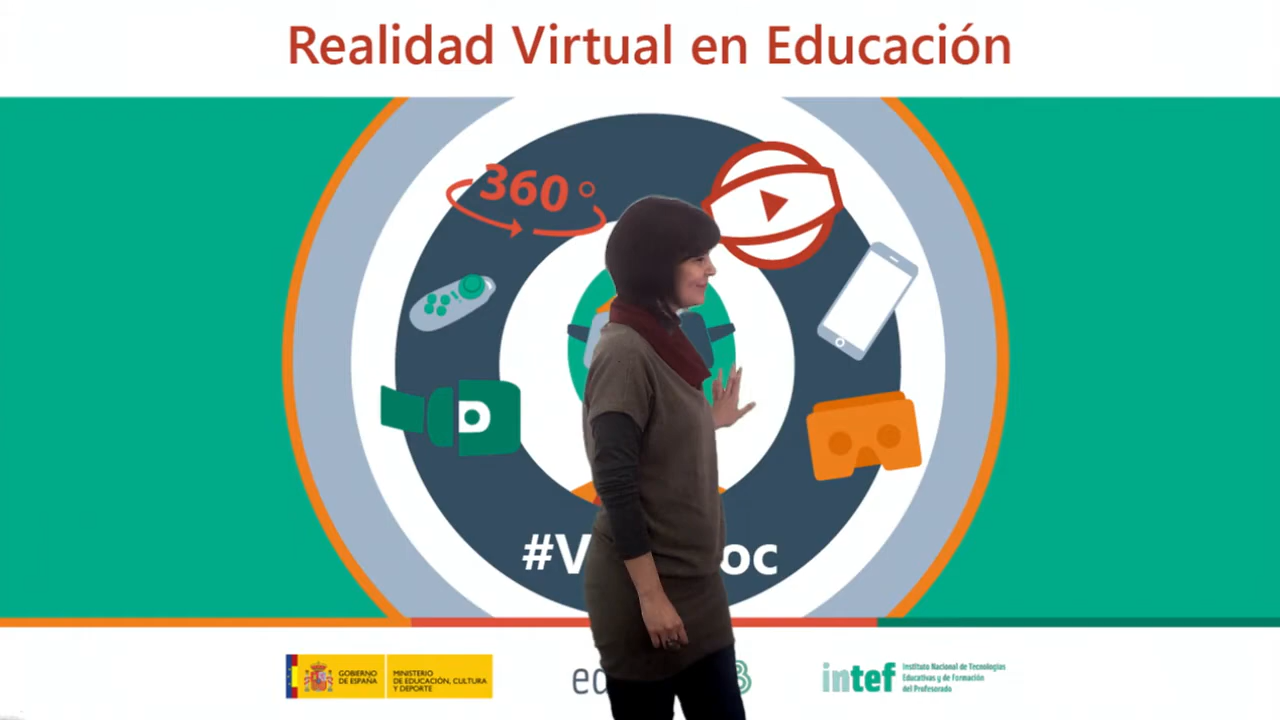 Realidad Virtual en Educación
360°
#V
oc
GOBIERNO
DE ESPAÑA
MINISTERIO
DE EDUCACIÓN, CULTURA
Y DEPORTE
intef
Instituto Nacional de Tecnologías
Educativas y de Formación
del Profesorado